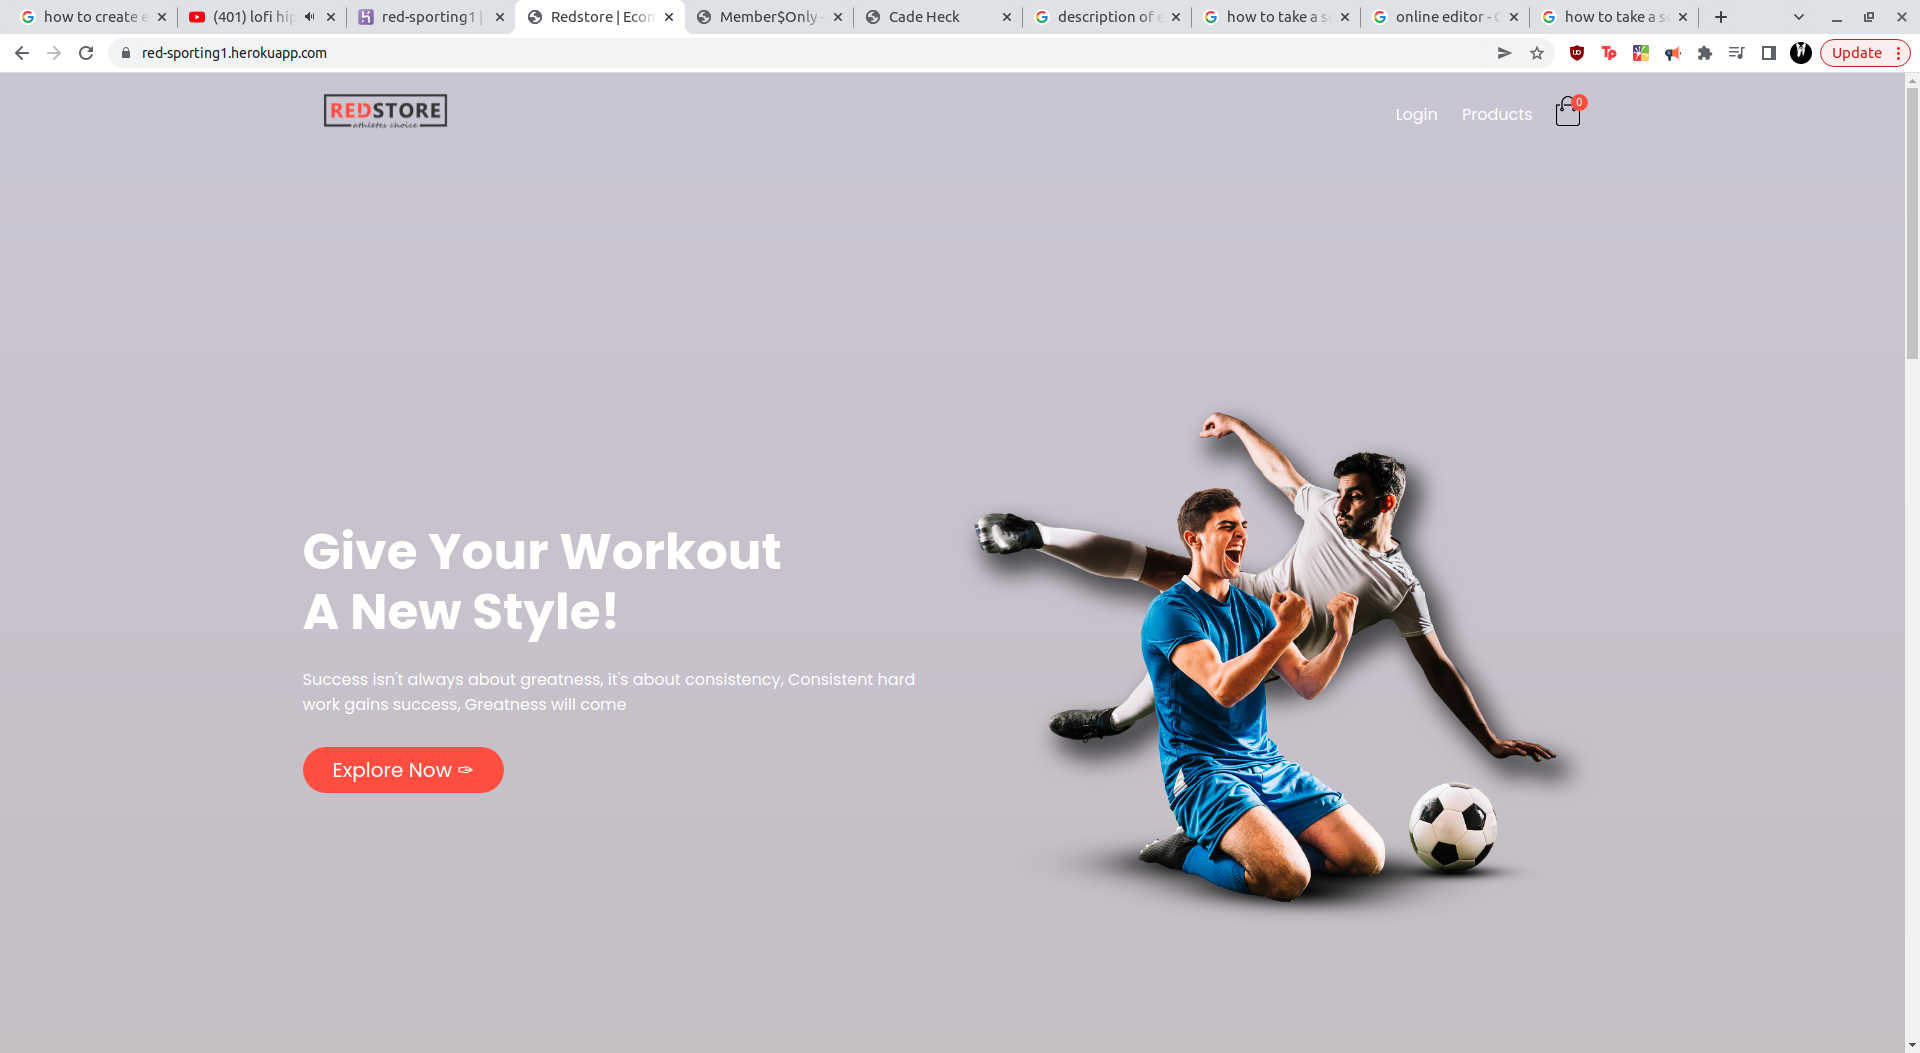 how to create e
(401) lofi hip
red-sporting1 |
Redstore | Econ
Member$Only -
Cade Heck
description of e
how to take a sc
online editor - G
how to take a sc
red-sporting1.herokuapp.com
Update
REDSTORE
athletes choice
Login
Products
0
Give Your Workout
A New Style!
Success isn't always about greatness, it's about consistency, Consistent hard
work gains success, Greatness will come
Explore Now ✑